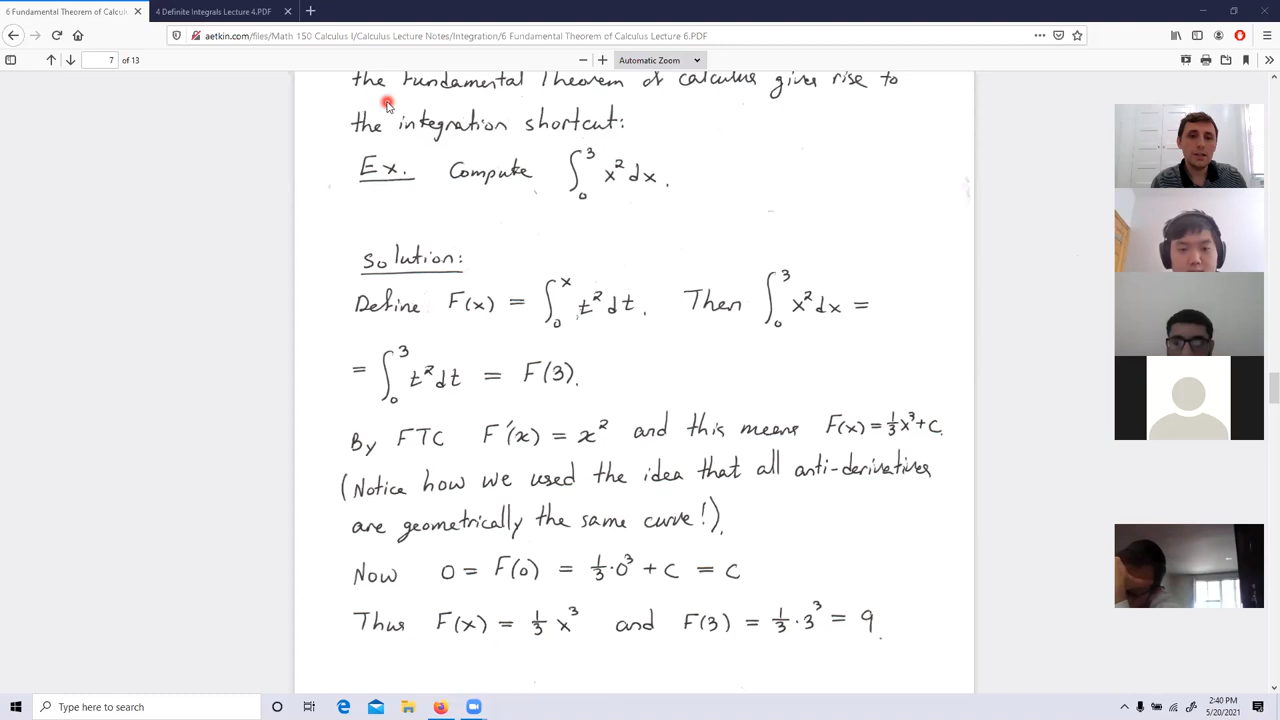 6 Fundamental Theorem of Calculu
4 Definite Integrals Lecture 4.PDF
aetkin.com/files/Math 150 Calculus I/Calculus Lecture Notes/Integration/6 Fundamental Theorem of Calculus Lecture 6.PDF
7 of 13
Automatic Zoom
the Fundamental Theorem of calculus gives rise to
the integration shortcut:
Ex. Compute ∫₀³ x² dx.
Solution:
Define F(x) = ∫₀ˣ t² dt. Then ∫₀³ x² dx =
= ∫₀³ t² dt = F(3).
By FTC F'(x) = x² and this means F(x) = ⅓x³ + C.
(Notice how we used the idea that all anti-derivatives
are geometrically the same curve!).
Now 0 = F(0) = ⅓·0³ + C = C
Thus F(x) = ⅓ x³ and F(3) = ⅓·3³ = 9.
Type here to search
2:40 PM
5/20/2021